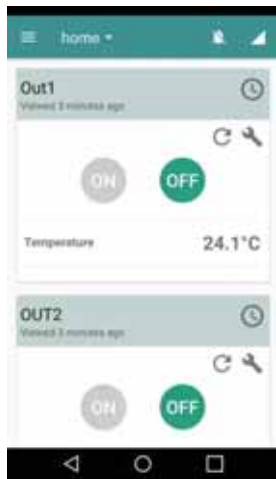 home
Out1
Viewed 3 minutes ago
ON OFF
Temperature 24.1°C
OUT2
Viewed 3 minutes ago
ON OFF